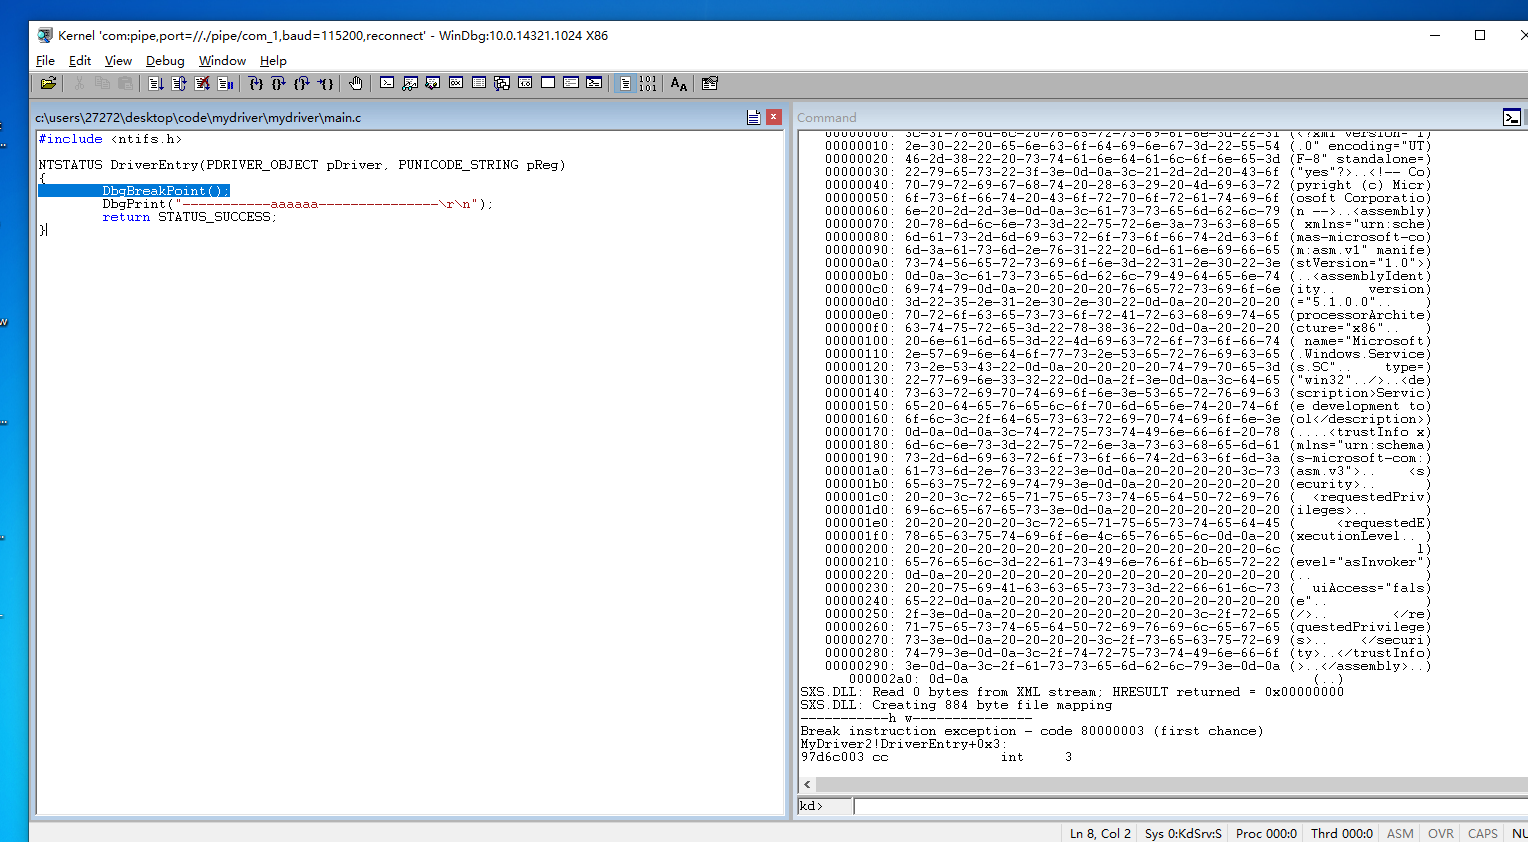 Kernel 'com:pipe,port=//./pipe/com_1,baud=115200,reconnect' - WinDbg:10.0.14321.1024 X86
File Edit View Debug Window Help
c:\users\27272\desktop\code\mydriver\mydriver\main.c
#include <ntifs.h>
NTSTATUS DriverEntry(PDRIVER_OBJECT pDriver, PUNICODE_STRING pReg)
{
DbgBreakPoint();
DbgPrint("-----------aaaaaa---------------\r\n");
return STATUS_SUCCESS;
}
Command
00000000: 3c-3f-78-6d-6c-20-76-65-72-73-69-6f-6e-3d-22-31 (<?xml version="1)
00000010: 2e-30-22-20-65-6e-63-6f-64-69-6e-67-3d-22-55-54 (.0" encoding="UT)
00000020: 46-2d-38-22-20-73-74-61-6e-64-61-6c-6f-6e-65-3d (F-8" standalone=)
00000030: 22-79-65-73-22-3f-3e-0d-0a-3c-21-2d-2d-20-43-6f ("yes"?>..<!-- Co)
00000040: 70-79-72-69-67-68-74-20-28-63-29-20-4d-69-63-72 (pyright (c) Micr)
00000050: 6f-73-6f-66-74-20-43-6f-72-70-6f-72-61-74-69-6f (osoft Corporatio)
00000060: 6e-20-2d-2d-3e-0d-0a-3c-61-73-73-65-6d-62-6c-79 (n -->..<assembly)
00000070: 20-78-6d-6c-6e-73-3d-22-75-72-6e-3a-73-63-68-65 ( xmlns="urn:sche)
00000080: 6d-61-73-2d-6d-69-63-72-6f-73-6f-66-74-2d-63-6f (mas-microsoft-co)
00000090: 6d-3a-61-73-6d-2e-76-31-22-20-6d-61-6e-69-66-65 (m:asm.v1" manife)
000000a0: 73-74-56-65-72-73-69-6f-6e-3d-22-31-2e-30-22-3e (stVersion="1.0">)
000000b0: 0d-0a-3c-61-73-73-65-6d-62-6c-79-49-64-65-6e-74 (..<assemblyIdent)
000000c0: 69-74-79-0d-0a-20-20-20-20-76-65-72-73-69-6f-6e (ity..    version)
000000d0: 3d-22-35-2e-31-2e-30-2e-30-22-0d-0a-20-20-20-20 (="5.1.0.0"..    )
000000e0: 70-72-6f-63-65-73-73-6f-72-41-72-63-68-69-74-65 (processorArchite)
000000f0: 63-74-75-72-65-3d-22-78-38-36-22-0d-0a-20-20-20 (cture="x86"..   )
00000100: 20-6e-61-6d-65-3d-22-4d-69-63-72-6f-73-6f-66-74 ( name="Microsoft)
00000110: 2e-57-69-6e-64-6f-77-73-2e-53-65-72-76-69-63-65 (.Windows.Service)
00000120: 73-2e-53-43-22-0d-0a-20-20-20-20-74-79-70-65-3d (s.SC"..    type=)
00000130: 22-77-69-6e-33-32-22-0d-0a-2f-3e-0d-0a-3c-64-65 ("win32"../>..<de)
00000140: 73-63-72-69-70-74-69-6f-6e-3e-53-65-72-76-69-63 (scription>Servic)
00000150: 65-20-64-65-76-65-6c-6f-70-6d-65-6e-74-20-74-6f (e development to)
00000160: 6f-6c-3c-2f-64-65-73-63-72-69-70-74-69-6f-6e-3e (ol</description>)
00000170: 0d-0a-0d-0a-3c-74-72-75-73-74-49-6e-66-6f-20-78 (....<trustInfo x)
00000180: 6d-6c-6e-73-3d-22-75-72-6e-3a-73-63-68-65-6d-61 (mlns="urn:schema)
00000190: 73-2d-6d-69-63-72-6f-73-6f-66-74-2d-63-6f-6d-3a (s-microsoft-com:)
000001a0: 61-73-6d-2e-76-33-22-3e-0d-0a-20-20-20-20-3c-73 (asm.v3">..    <s)
000001b0: 65-63-75-72-69-74-79-3e-0d-0a-20-20-20-20-20-20 (ecurity>..      )
000001c0: 20-20-3c-72-65-71-75-65-73-74-65-64-50-72-69-76 (  <requestedPriv)
000001d0: 69-6c-65-67-65-73-3e-0d-0a-20-20-20-20-20-20-20 (ileges>..       )
000001e0: 20-20-20-20-20-3c-72-65-71-75-65-73-74-65-64-45 (     <requestedE)
000001f0: 78-65-63-75-74-69-6f-6e-4c-65-76-65-6c-0d-0a-20 (xecutionLevel.. )
00000200: 20-20-20-20-20-20-20-20-20-20-20-20-20-20-20-6c (               l)
00000210: 65-76-65-6c-3d-22-61-73-49-6e-76-6f-6b-65-72-22 (evel="asInvoker")
00000220: 0d-0a-20-20-20-20-20-20-20-20-20-20-20-20-20-20 (..              )
00000230: 20-20-75-69-41-63-63-65-73-73-3d-22-66-61-6c-73 (  uiAccess="fals)
00000240: 65-22-0d-0a-20-20-20-20-20-20-20-20-20-20-20-20 (e"..            )
00000250: 2f-3e-0d-0a-20-20-20-20-20-20-20-20-3c-2f-72-65 (/>..        </re)
00000260: 71-75-65-73-74-65-64-50-72-69-76-69-6c-65-67-65 (questedPrivilege)
00000270: 73-3e-0d-0a-20-20-20-20-3c-2f-73-65-63-75-72-69 (s>..    </securi)
00000280: 74-79-3e-0d-0a-3c-2f-74-72-75-73-74-49-6e-66-6f (ty>..</trustInfo)
00000290: 3e-0d-0a-3c-2f-61-73-73-65-6d-62-6c-79-3e-0d-0a (>..</assembly>..)
000002a0: 0d-0a (..)
SXS.DLL: Read 0 bytes from XML stream; HRESULT returned = 0x00000000
SXS.DLL: Creating 884 byte file mapping
-----------h w---------------
Break instruction exception - code 80000003 (first chance)
MyDriver2!DriverEntry+0x3:
97d6c003 cc int 3
kd>
Ln 8, Col 2 Sys 0:KdSrv:S Proc 000:0 Thrd 000:0 ASM OVR CAPS NU